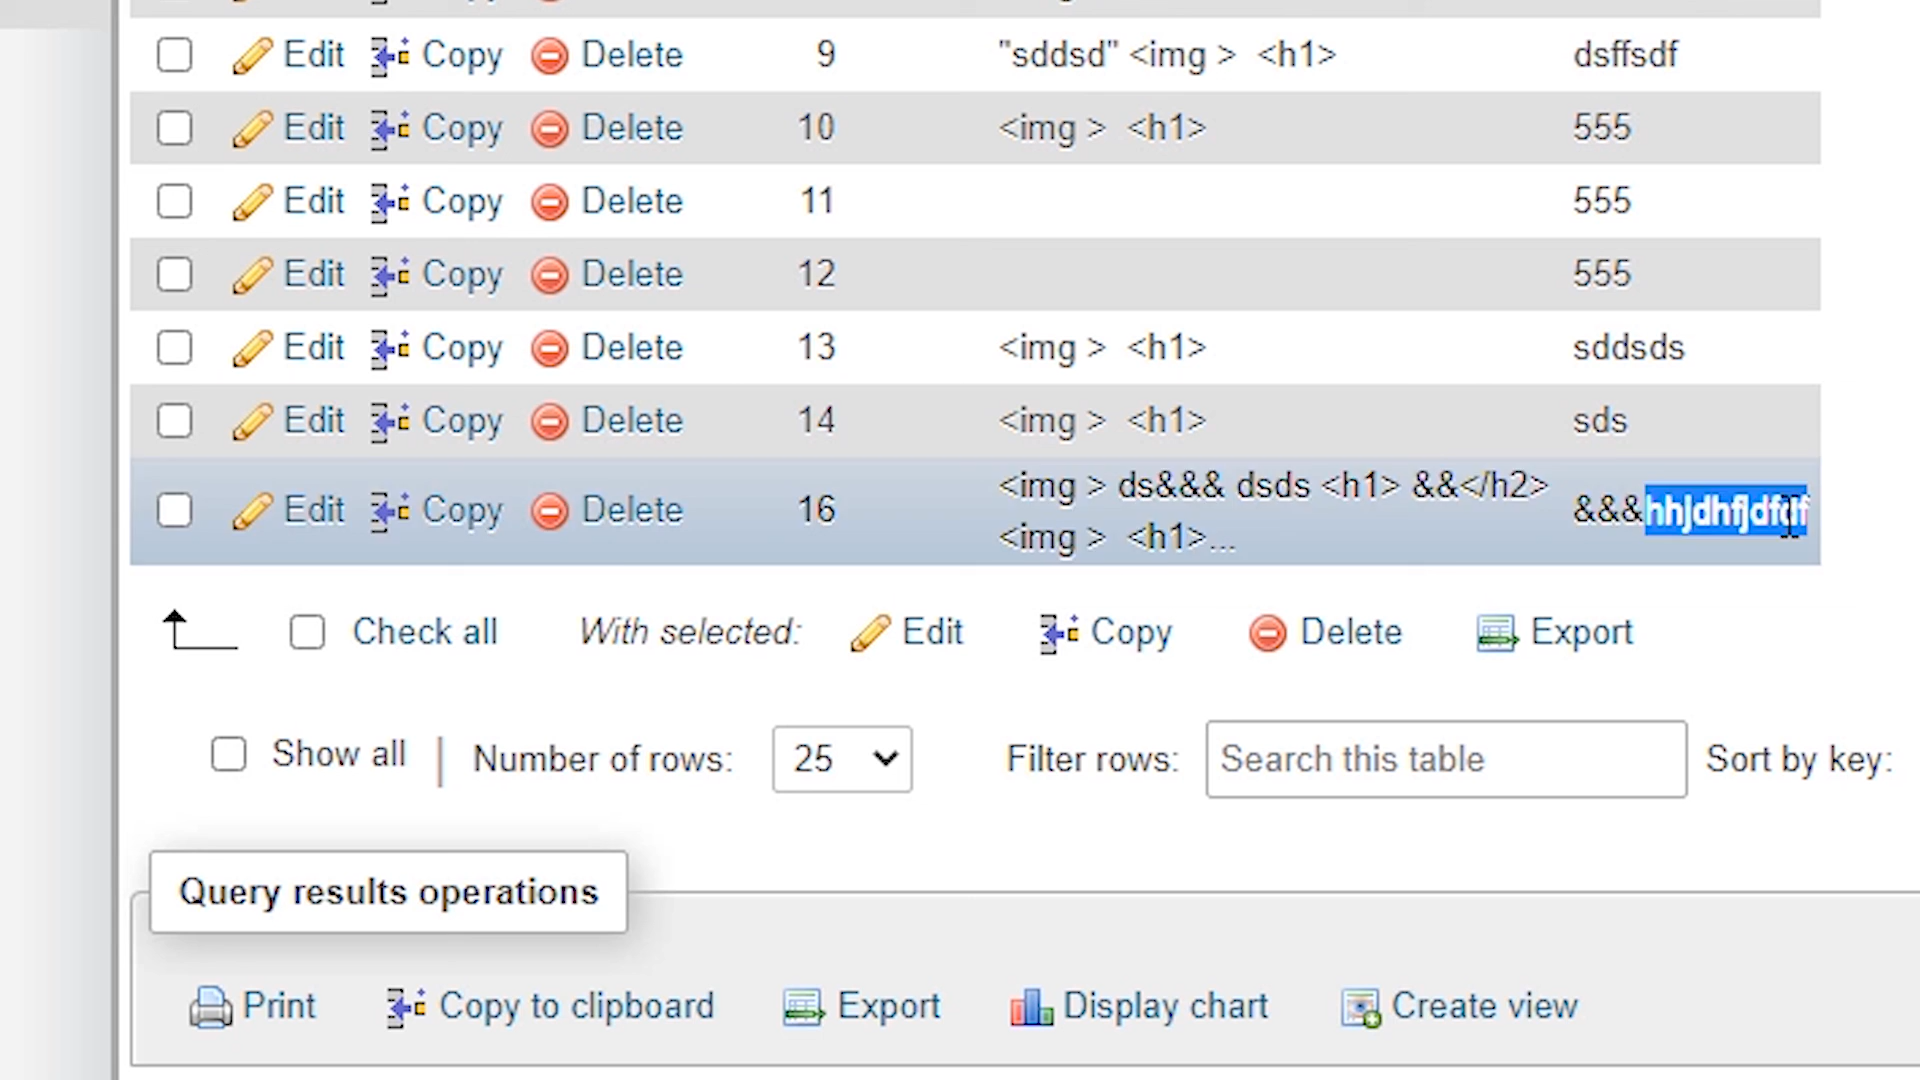 Edit Copy Delete 9 "sddsd" <img > <h1> dsffsdf
Edit Copy Delete 10 <img > <h1> 555
Edit Copy Delete 11 555
Edit Copy Delete 12 555
Edit Copy Delete 13 <img > <h1> sddsds
Edit Copy Delete 14 <img > <h1> sds
Edit Copy Delete 16 <img > ds&&& dsds <h1> &&</h2> &&&
<img > <h1>...
Check all With selected: Edit Copy Delete Export
Show all | Number of rows: 25 Filter rows: Search this table Sort by key:
Query results operations
Print Copy to clipboard Export Display chart Create view